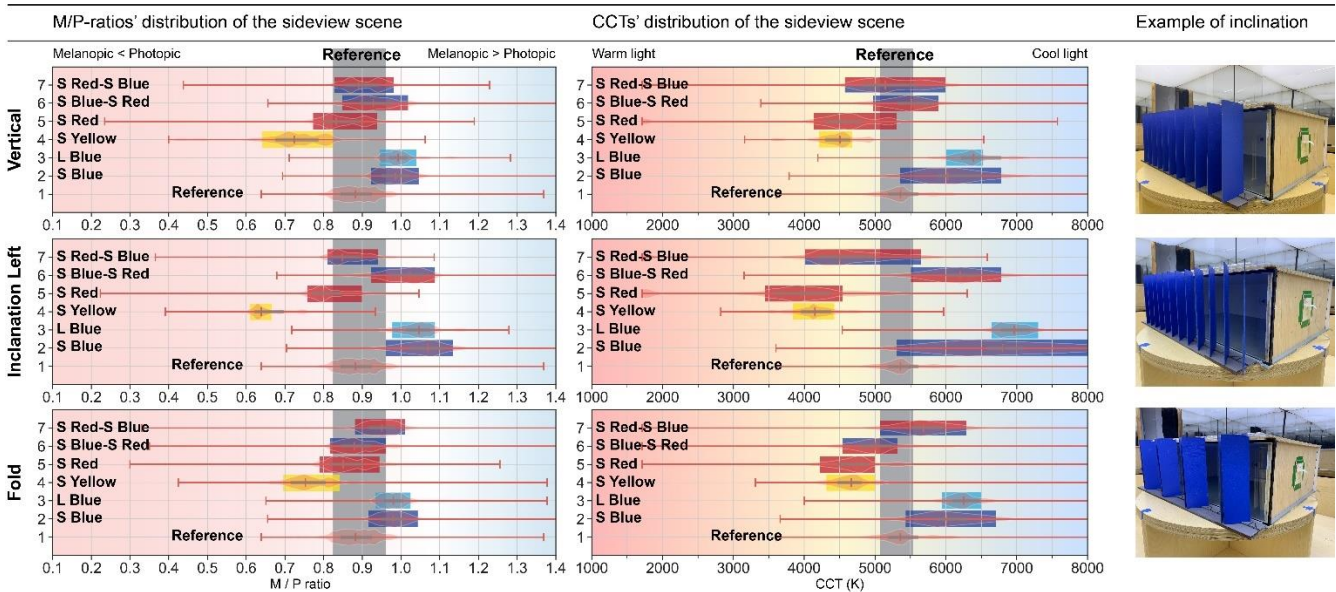 M/P-ratios' distribution of the sideview scene
CCTs' distribution of the sideview scene
Example of inclination
Melanopic < Photopic
Reference
Melanopic > Photopic
Warm light
Reference
Cool light
Vertical
7 S Red-S Blue
6 S Blue-S Red
5 S Red
4 S Yellow
3 L Blue
2 S Blue
1 Reference
0.1 0.2 0.3 0.4 0.5 0.6 0.7 0.8 0.9 1.0 1.1 1.2 1.3 1.4
7 S Red-S Blue
6 S Blue-S Red
5 S Red
4 S Yellow
3 L Blue
2 S Blue
1 Reference
1000 2000 3000 4000 5000 6000 7000 8000
Inclanation Left
7 S Red-S Blue
6 S Blue-S Red
5 S Red
4 S Yellow
3 L Blue
2 S Blue
1 Reference
0.1 0.2 0.3 0.4 0.5 0.6 0.7 0.8 0.9 1.0 1.1 1.2 1.3 1.4
7 S Red-S Blue
6 S Blue-S Red
5 S Red
4 S Yellow
3 L Blue
2 S Blue
1 Reference
1000 2000 3000 4000 5000 6000 7000 8000
Fold
7 S Red-S Blue
6 S Blue-S Red
5 S Red
4 S Yellow
3 L Blue
2 S Blue
1 Reference
0.1 0.2 0.3 0.4 0.5 0.6 0.7 0.8 0.9 1.0 1.1 1.2 1.3 1.4
M / P ratio
7 S Red-S Blue
6 S Blue-S Red
5 S Red
4 S Yellow
3 L Blue
2 S Blue
1 Reference
1000 2000 3000 4000 5000 6000 7000 8000
CCT (K)